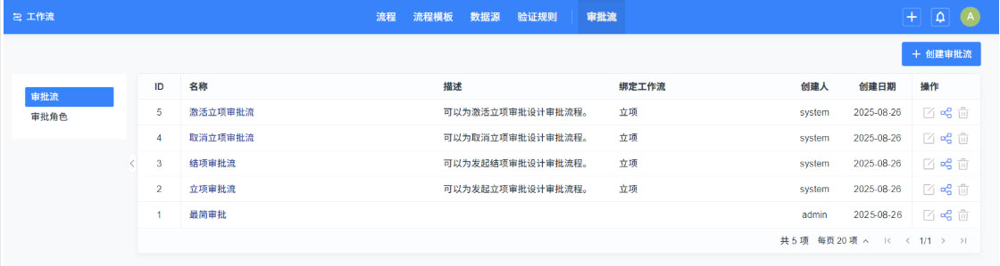 工作流 流程 流程模板 数据源 验证规则 审批流 A
创建审批流
审批流
审批角色
ID 名称 描述 绑定工作流 创建人 创建日期 操作
5 激活立项审批流 可以为激活立项审批设计审批流程。 立项 system 2025-08-26
4 取消立项审批流 可以为取消立项审批设计审批流程。 立项 system 2025-08-26
3 结项审批流 可以为发起结项审批设计审批流程。 立项 system 2025-08-26
2 立项审批流 可以为发起立项审批设计审批流程。 立项 system 2025-08-26
1 最简审批 admin 2025-08-26
共 5 项 每页 20 项 1/1